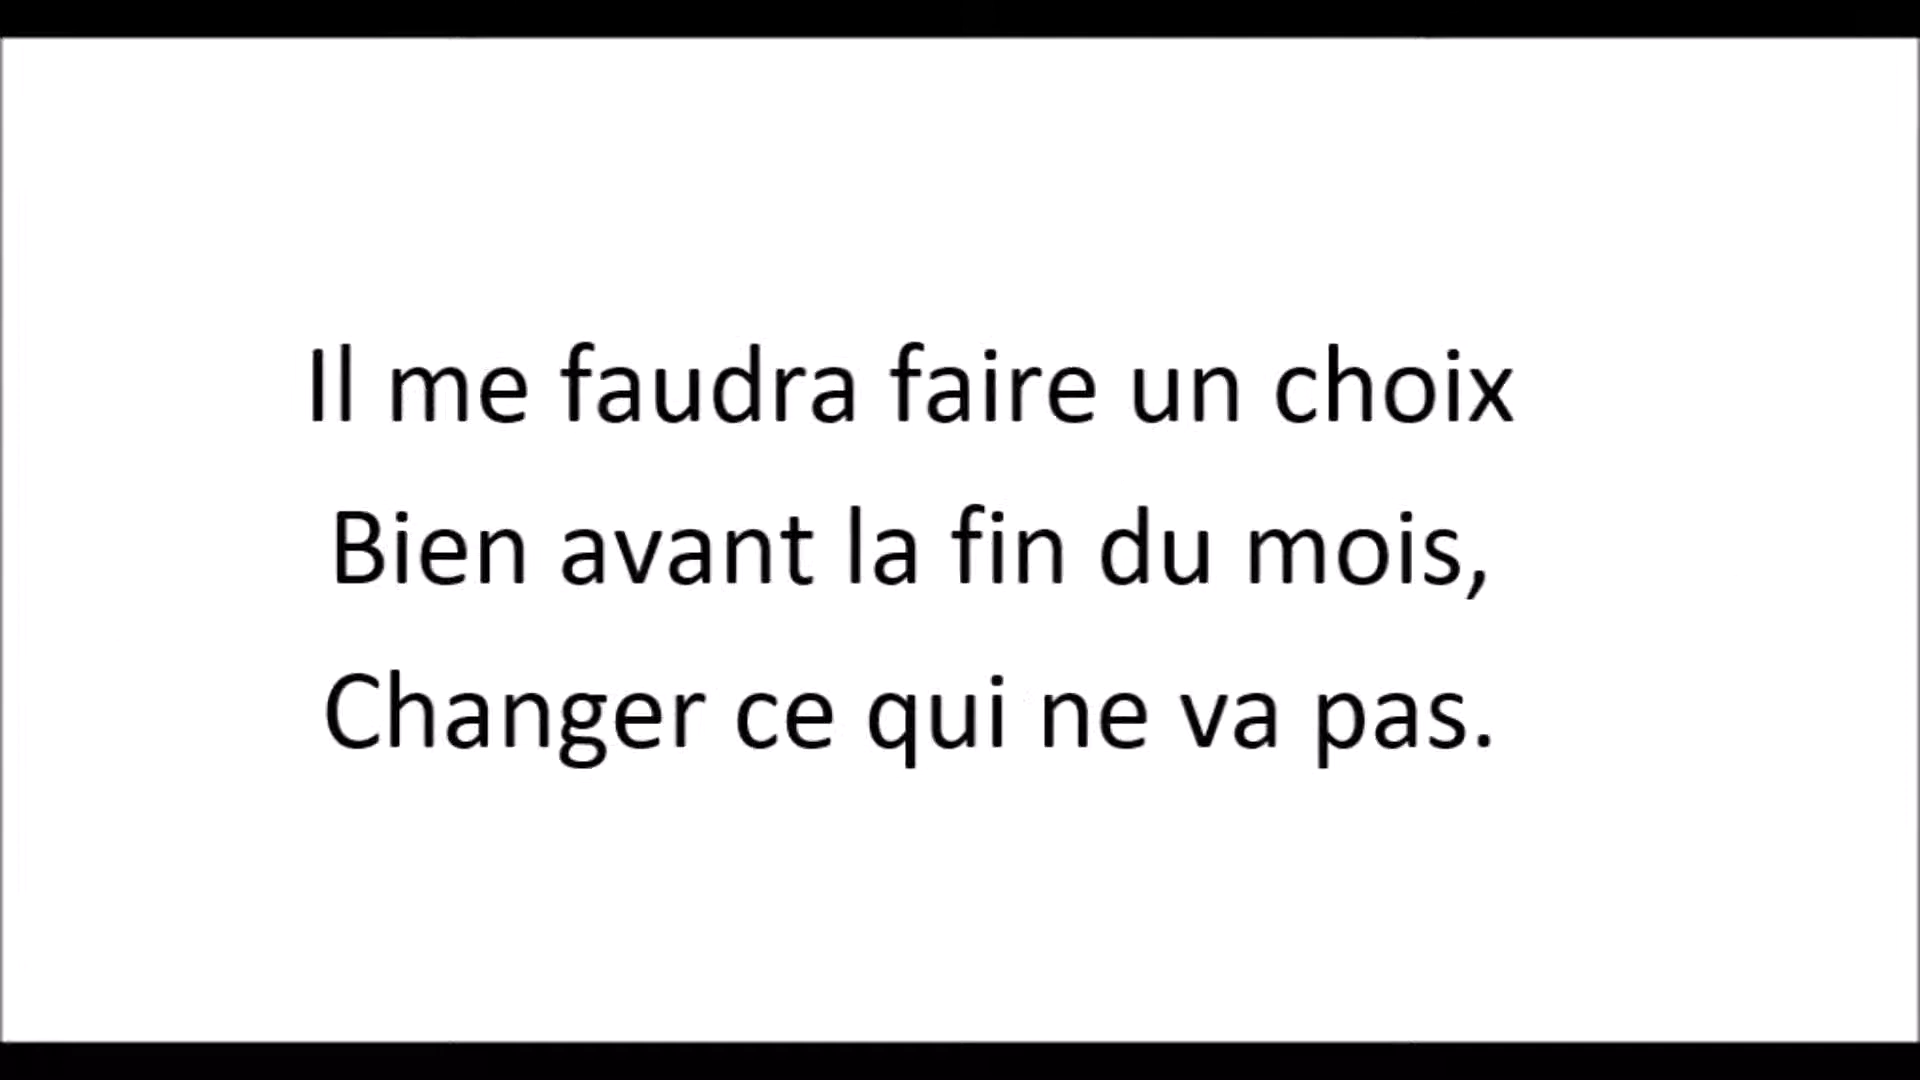 Il me faudra faire un choix
Bien avant la fin du mois,
Changer ce qui ne va pas.